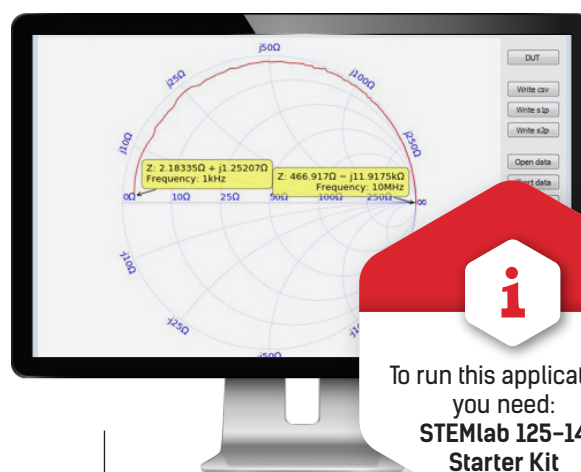 j50Ω
j25Ω
j100Ω
j10Ω
j250Ω
Z: 2.18335Ω + j1.25207Ω
Frequency: 1kHz
Z: 466.917Ω − j11.9175kΩ
Frequency: 10MHz
0Ω 10Ω 25Ω 50Ω 100Ω 250Ω ∞
-j10Ω
-j25Ω
-j50Ω
DUT
Write csv
Write s1p
Write s2p
Open data
data
i
To run this applicat
you need:
STEMlab 125-14
Starter Kit